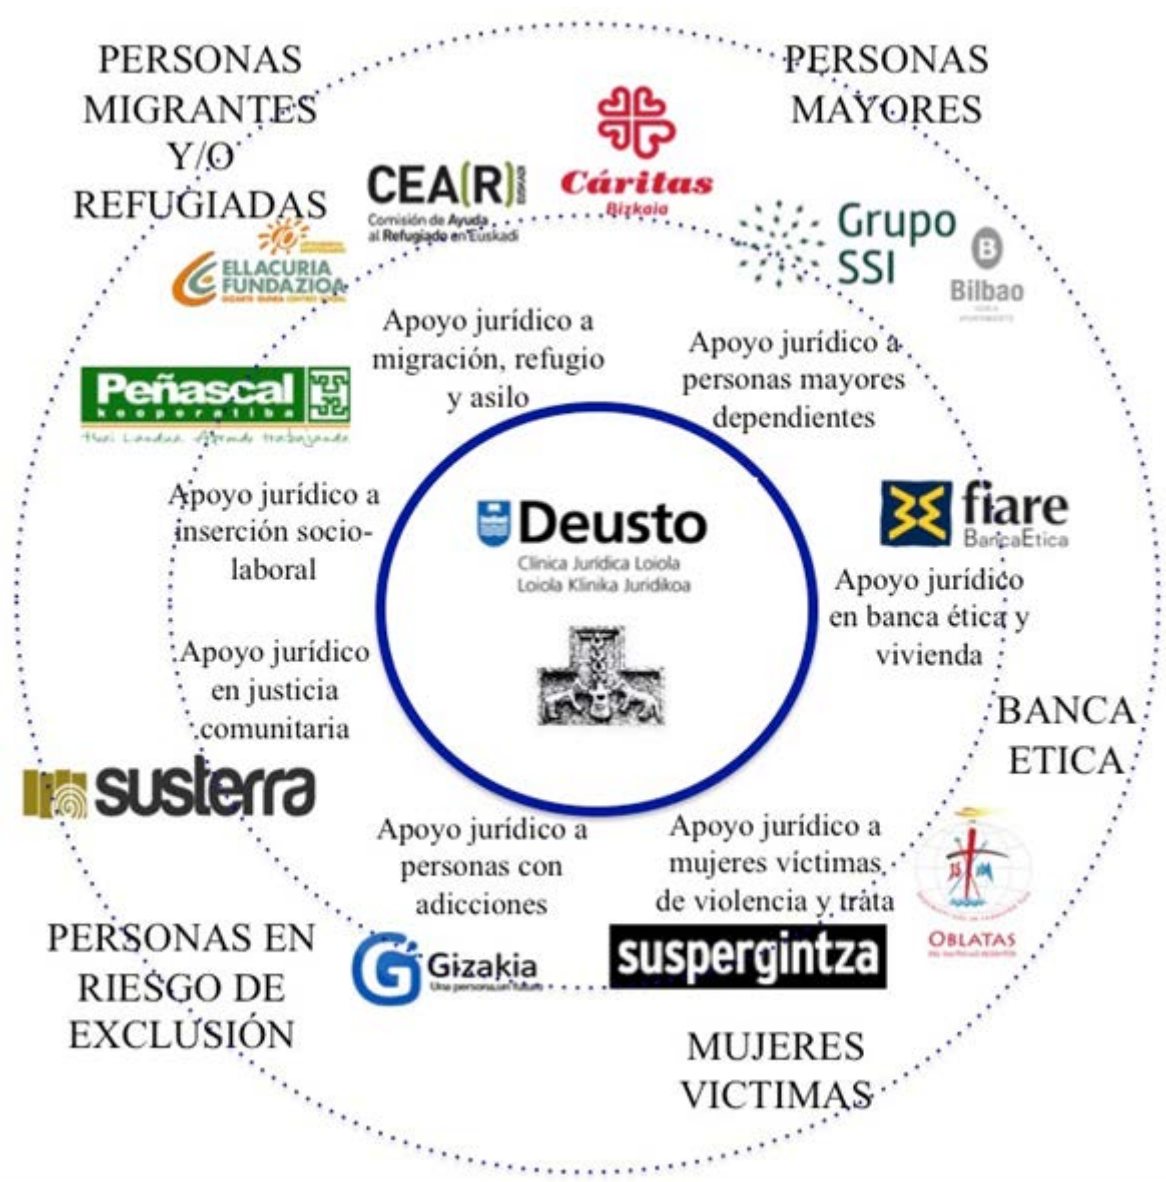 PERSONAS
MIGRANTES
Y/O
REFUGIADAS
PERSONAS
MAYORES
CEA(R)
EUSKADI
Comisión de Ayuda
al Refugiado en Euskadi
Cáritas
Bizkaia
Grupo
SSI
B
Bilbao
ELLACURIA
FUNDAZIOA
Apoyo jurídico a
migración, refugio
y asilo
Apoyo jurídico a
personas mayores
dependientes
Peñascal
kooperatiba
Apoyo jurídico a
inserción socio-
laboral
Deusto
Clínica Jurídica Loiola
Loiola Klinika Juridikoa
fiare
BancaEtica
Apoyo jurídico
en banca ética y
vivienda
Apoyo jurídico
en justicia
comunitaria
BANCA
ETICA
susterra
Apoyo jurídico a
personas con
adicciones
Apoyo jurídico a
mujeres víctimas
de violencia y trata
OBLATAS
PERSONAS EN
RIESGO DE
EXCLUSIÓN
Gizakia
suspergintza
MUJERES
VICTIMAS